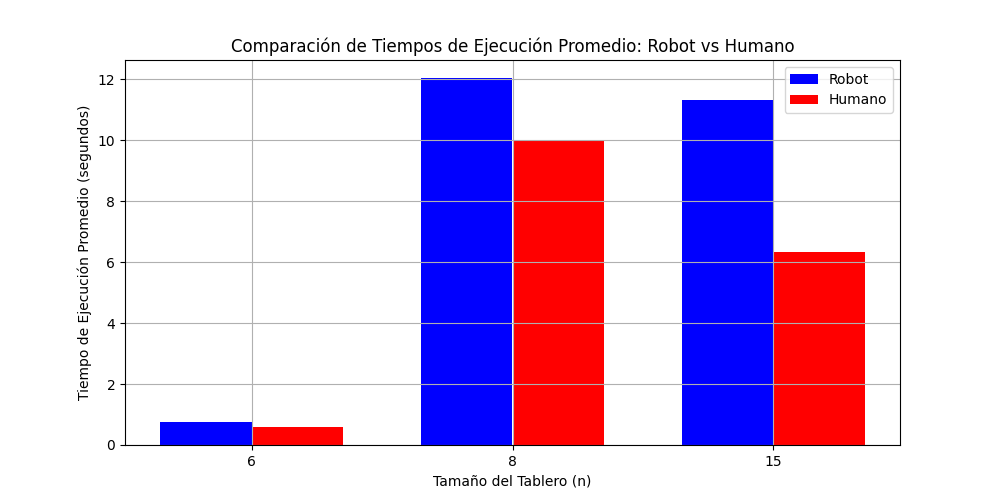 Comparación de Tiempos de Ejecución Promedio: Robot vs Humano
Robot
Humano
Tiempo de Ejecución Promedio (segundos)
12
10
8
6
4
2
0
6
8
15
Tamaño del Tablero (n)